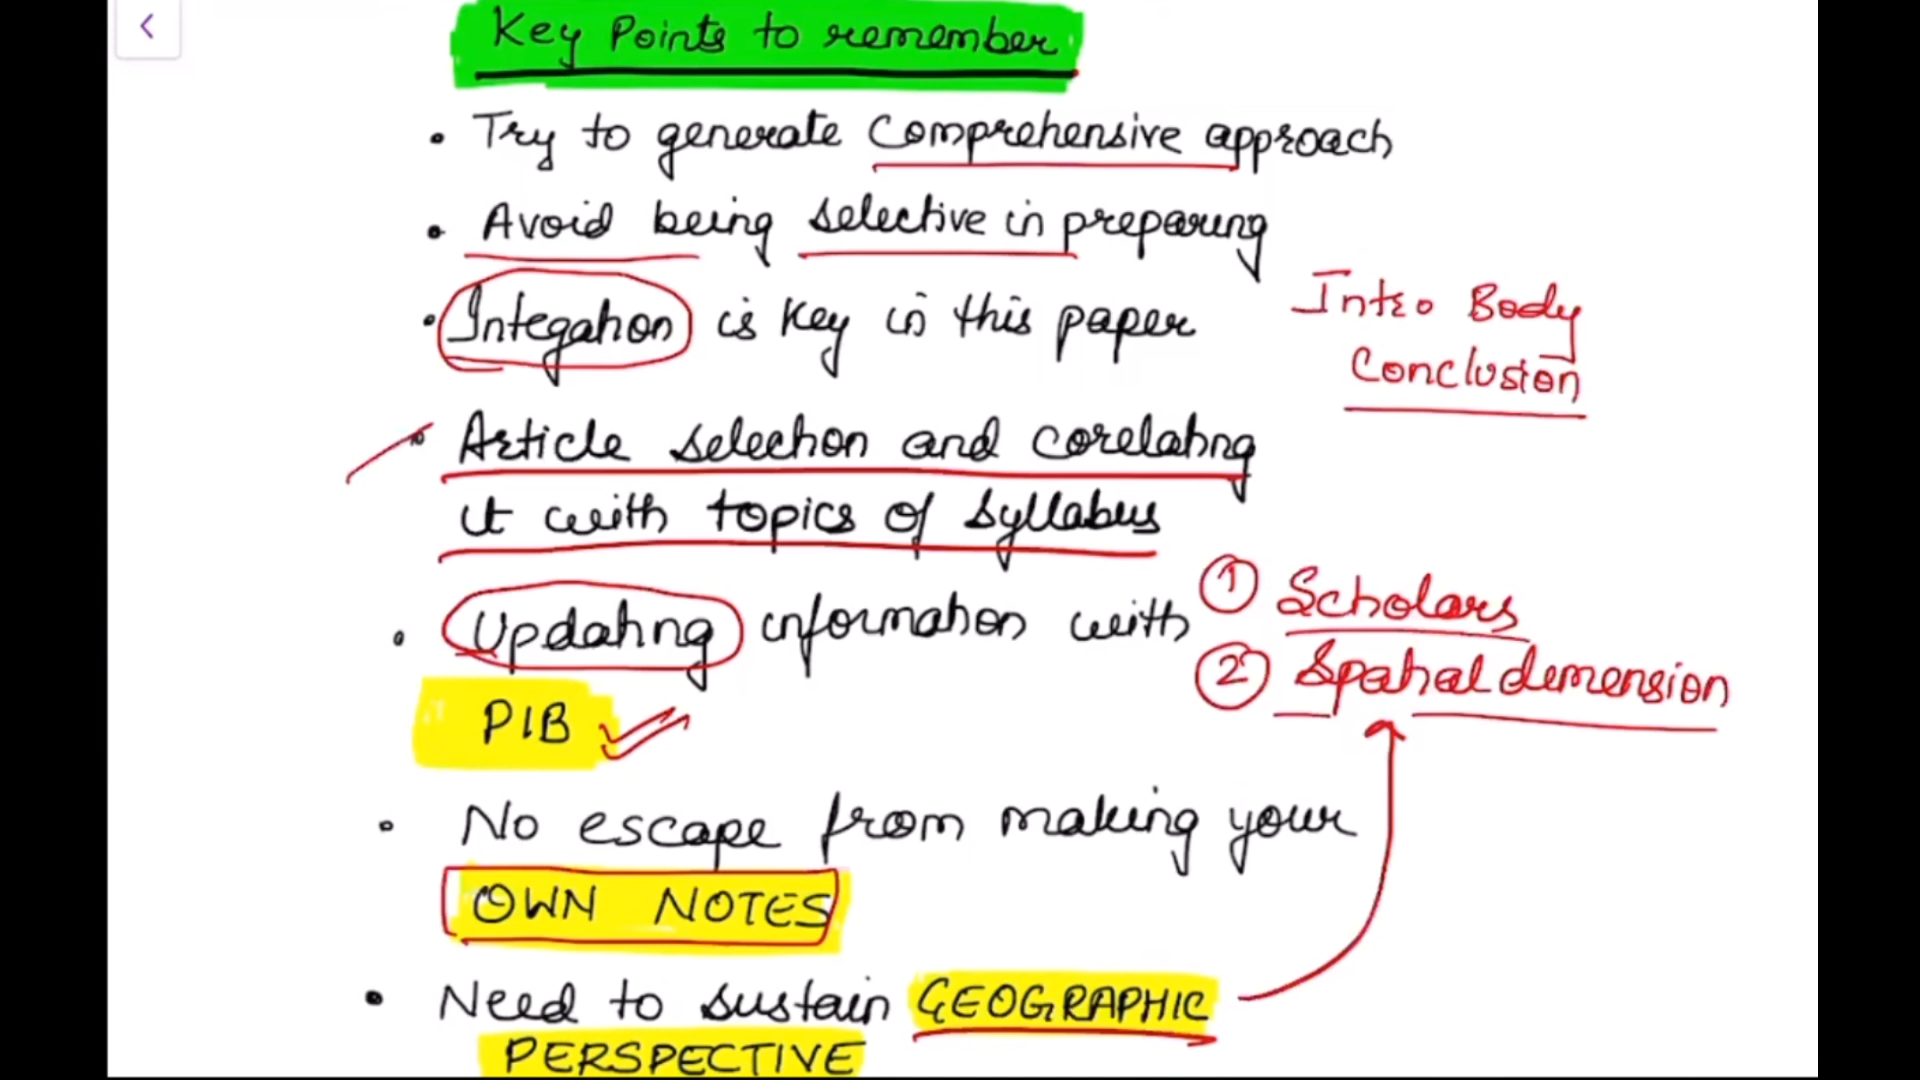 Key Points to remember
• Try to generate comprehensive approach
• Avoid being selective in preparing
• Integation is key in this paper
Intro Body
Conclusion
• Article selection and corelating
it with topics of syllabus
• Updating information with
PIB
① Scholars
② Spatial dimension
• No escape from making your
OWN NOTES
• Need to sustain GEOGRAPHIC
PERSPECTIVE